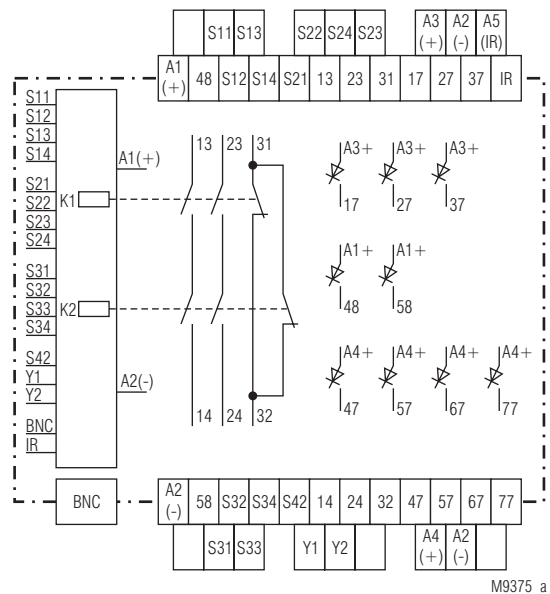 S11 S13 S22 S24 S23 A3 (+) A2 (-) A5 (IR)
A1 (+) 48 S12 S14 S21 13 23 31 17 27 37 IR
S11
S12
S13
S14
A1(+)
S21
K1
S22
S23
S24
S31
S32
K2
S33
S34
S42
Y1
A2(-)
Y2
BNC
IR
13 23 31
14 24 32
A3+ A3+ A3+
17 27 37
A1+ A1+
48 58
A4+ A4+ A4+ A4+
47 57 67 77
BNC
A2 (-) 58 S32 S34 S42 14 24 32 47 57 67 77
S31 S33 Y1 Y2 A4 (+) A2 (-)
M9375 a